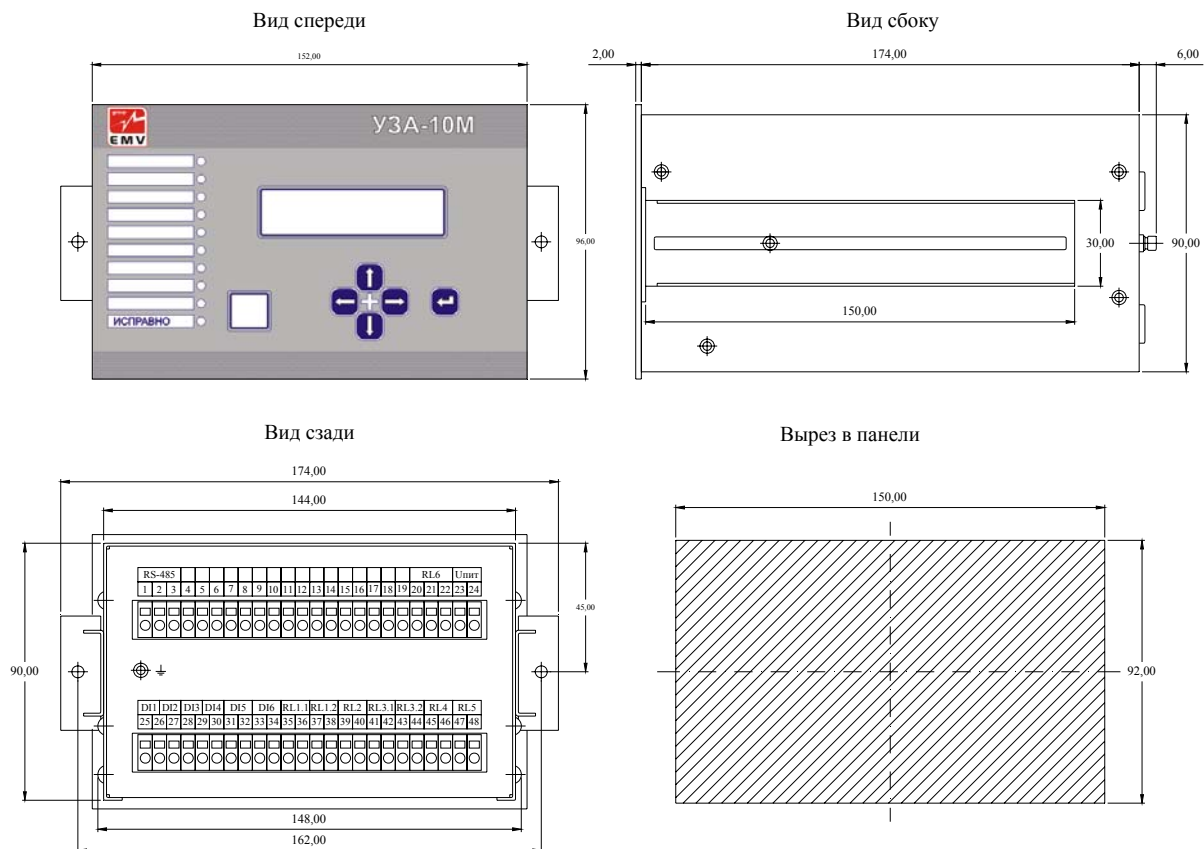 Вид спереди
Вид сбоку
152,00
2,00
174,00
6,00
EMV
УЗА-10М
96,00
30,00
90,00
ИСПРАВНО
150,00
Вид сзади
Вырез в панели
174,00
144,00
150,00
RS-485 RL6 Uпит
1 2 3 4 5 6 7 8 9 10 11 12 13 14 15 16 17 18 19 20 21 22 23 24
45,00
90,00
92,00
DI1 DI2 DI3 DI4 DI5 DI6 RL1.1 RL1.2 RL2 RL3.1 RL3.2 RL4 RL5
25 26 27 28 29 30 31 32 33 34 35 36 37 38 39 40 41 42 43 44 45 46 47 48
148,00
162,00